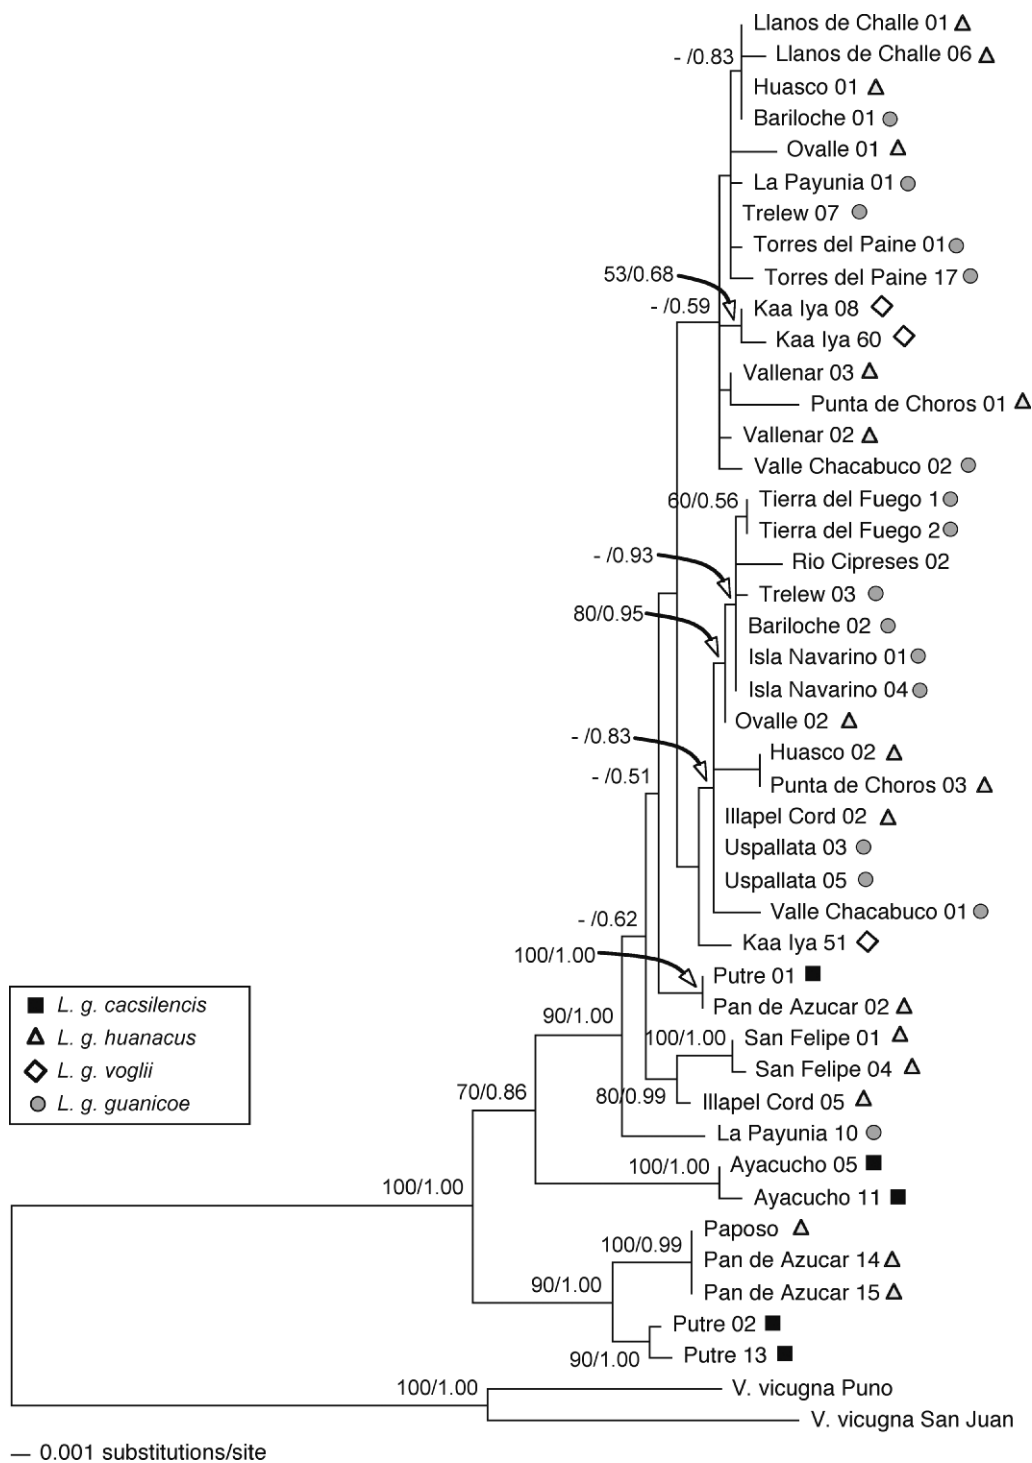 Llanos de Challe 01
- /0.83
Llanos de Challe 06
Huasco 01
Bariloche 01
Ovalle 01
La Payunia 01
Trelew 07
Torres del Paine 01
53/0.68
Torres del Paine 17
- /0.59
Kaa Iya 08
Kaa Iya 60
Vallenar 03
Punta de Choros 01
Vallenar 02
Valle Chacabuco 02
60/0.56
Tierra del Fuego 1
Tierra del Fuego 2
- /0.93
Rio Cipreses 02
Trelew 03
80/0.95
Bariloche 02
Isla Navarino 01
Isla Navarino 04
Ovalle 02
- /0.83
Huasco 02
- /0.51
Punta de Choros 03
Illapel Cord 02
Uspallata 03
Uspallata 05
Valle Chacabuco 01
- /0.62
Kaa Iya 51
100/1.00
Putre 01
Pan de Azucar 02
90/1.00
100/1.00
San Felipe 01
San Felipe 04
70/0.86
80/0.99
Illapel Cord 05
La Payunia 10
100/1.00
Ayacucho 05
100/1.00
Ayacucho 11
Paposo
100/0.99
Pan de Azucar 14
90/1.00
Pan de Azucar 15
Putre 02
90/1.00
Putre 13
100/1.00
V. vicugna Puno
V. vicugna San Juan
L. g. cacsilencis
L. g. huanacus
L. g. voglii
L. g. guanicoe
0.001 substitutions/site